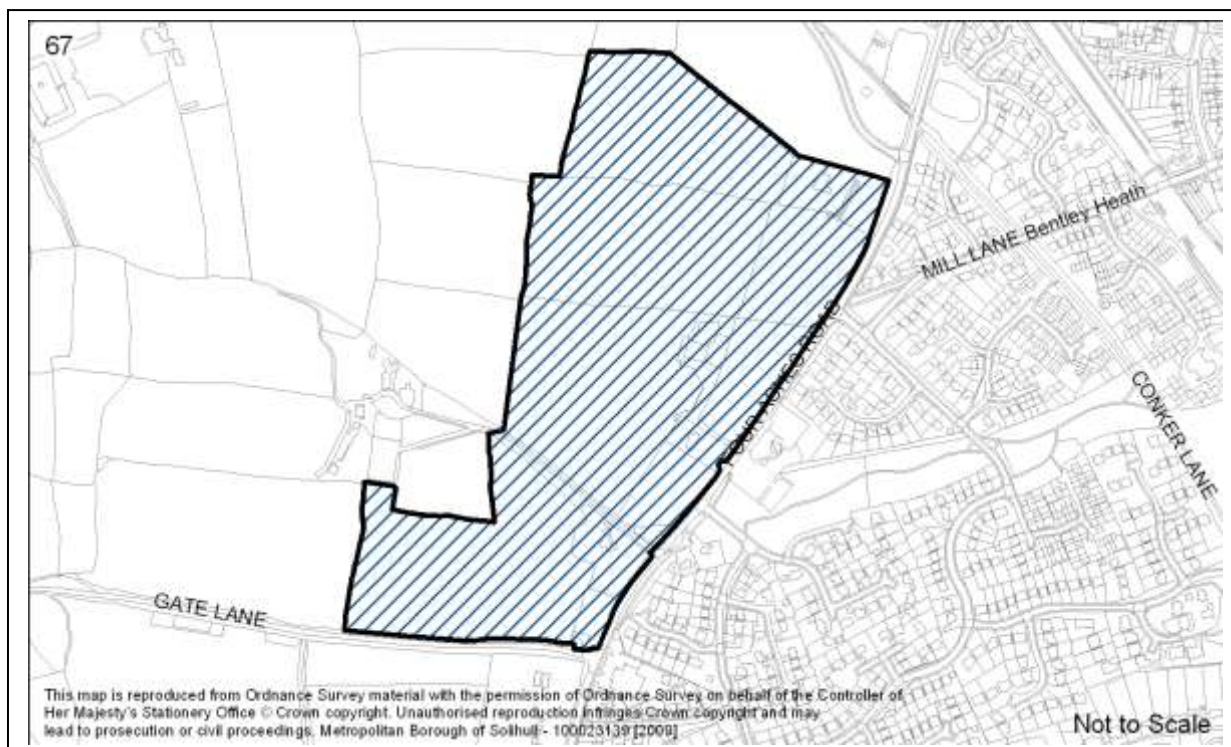 67
MILL LANE Bentley Heath
FOUR ASHES ROAD
CONKER LANE
GATE LANE
This map is reproduced from Ordnance Survey material with the permission of Ordnance Survey on behalf of the Controller of
Her Majesty's Stationery Office © Crown copyright. Unauthorised reproduction infringes Crown copyright and may
lead to prosecution or civil proceedings. Metropolitan Borough of Solihull - 100023139 [2009]
Not to Scale